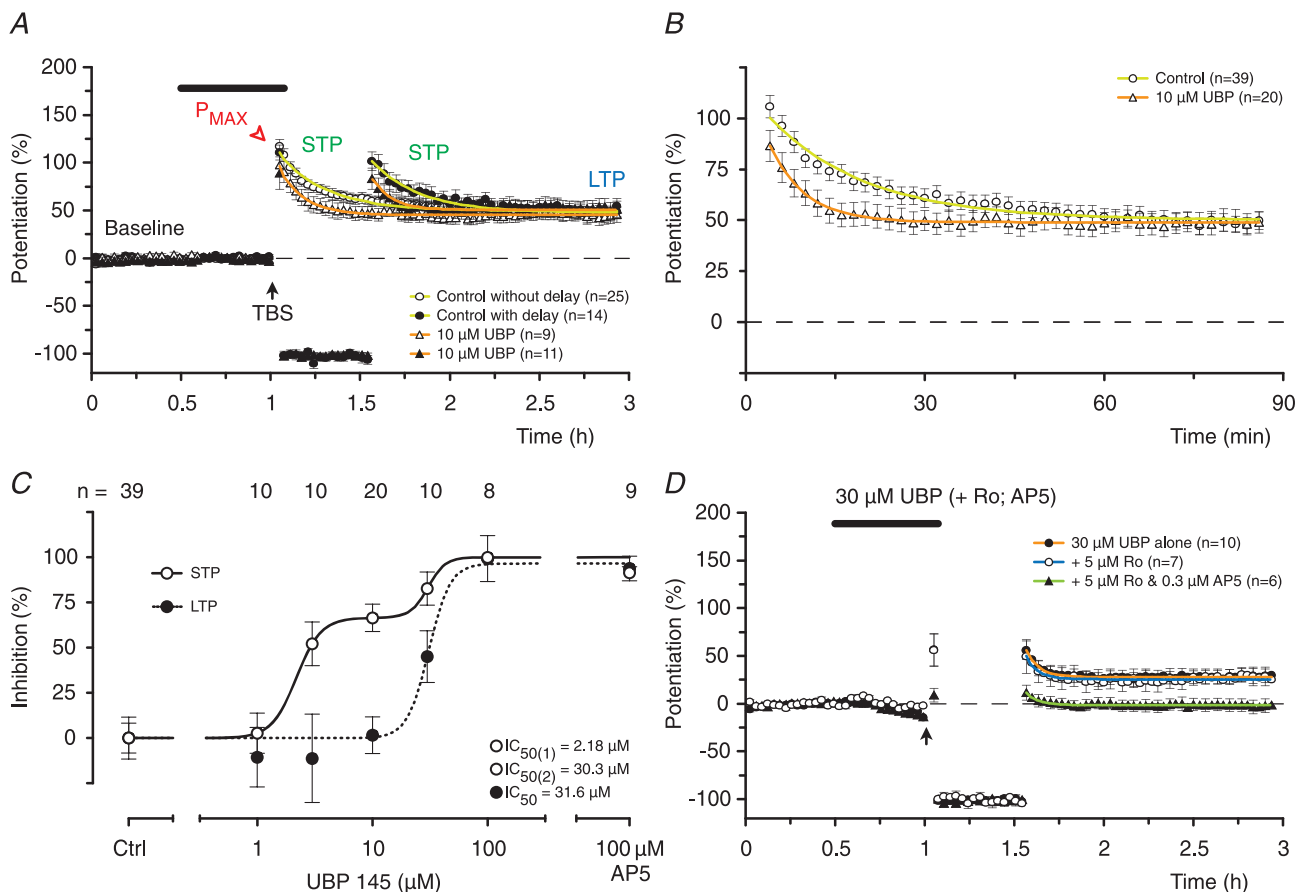 A
Potentiation (%)
200
150
100
50
0
-50
-100
P MAX
STP
STP
LTP
Baseline
TBS
Control without delay (n=25)
Control with delay (n=14)
10 µM UBP (n=9)
10 µM UBP (n=11)
0 0.5 1 1.5 2 2.5 3
Time (h)
B
Potentiation (%)
100
75
50
25
0
Control (n=39)
10 µM UBP (n=20)
0 30 60 90
Time (min)
C
n = 39 10 10 20 10 8 9
Inhibition (%)
100
75
50
25
0
STP
LTP
IC50(1) = 2.18 µM
IC50(2) = 30.3 µM
IC50 = 31.6 µM
Ctrl 1 10 100 100 µM
AP5
UBP 145 (µM)
D
30 µM UBP (+ Ro; AP5)
Potentiation (%)
200
150
100
50
0
-50
-100
30 µM UBP alone (n=10)
+ 5 µM Ro (n=7)
+ 5 µM Ro & 0.3 µM AP5 (n=6)
0 0.5 1 1.5 2 2.5 3
Time (h)